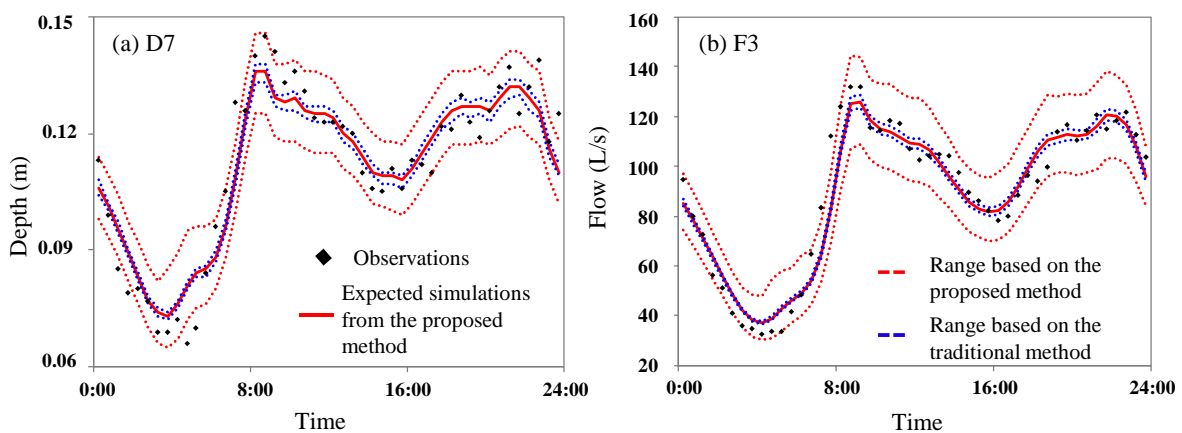 (a) D7
0.15
0.12
0.09
0.06
Depth (m)
0:00
8:00
16:00
Time
Observations
Expected simulations
from the proposed
method
(b) F3
160
140
120
100
80
60
40
20
Flow (L/s)
0:00
8:00
16:00
24:00
Time
Range based on the
proposed method
Range based on the
traditional method